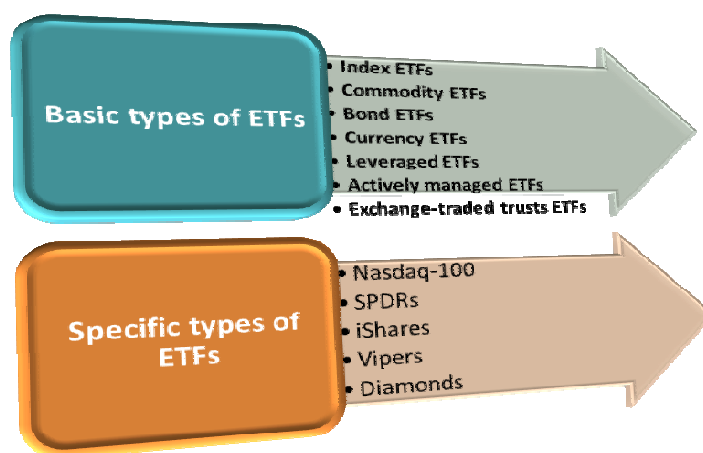 Basic types of ETFs
• Index ETFs
• Commodity ETFs
• Bond ETFs
• Currency ETFs
• Leveraged ETFs
• Actively managed ETFs
• Exchange-traded trusts ETFs
Specific types of
ETFs
• Nasdaq-100
• SPDRs
• iShares
• Vipers
• Diamonds